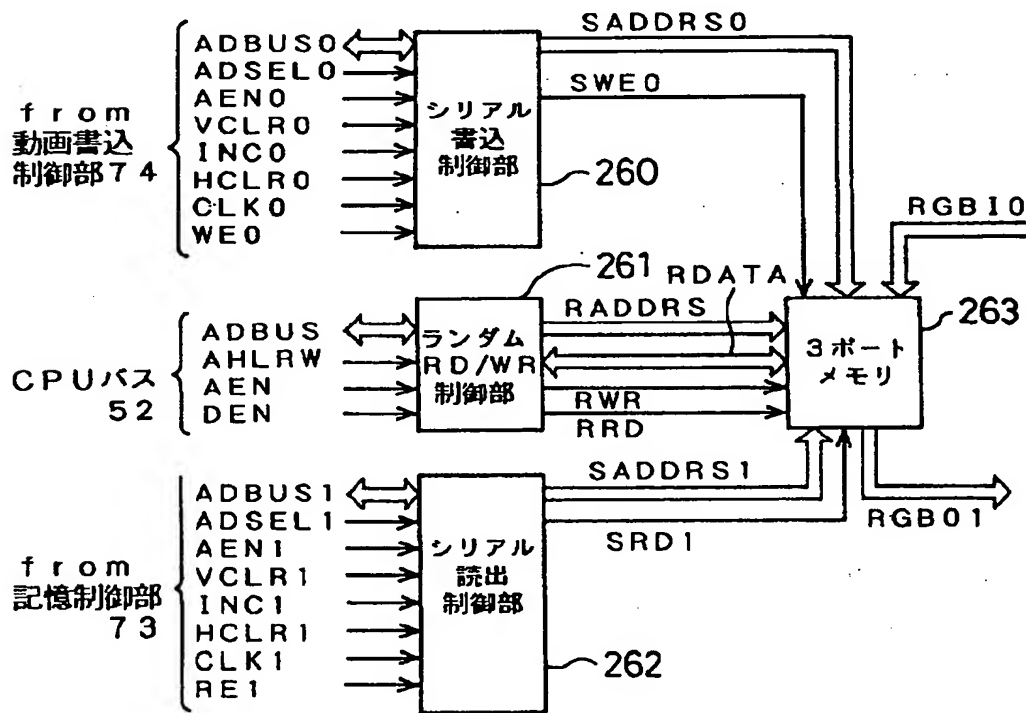 from
動画書込
制御部74
ADBUS0
ADSEL0
AEN0
VCLR0
INC0
HCLR0
CLK0
WE0
シリアル
書込
制御部
260
SADDRS0
SWE0
RGBI0
CPUバス
52
ADBUS
AHLRW
AEN
DEN
261
ランダム
RD/WR
制御部
RDATA
RADDRS
RWR
RRD
3ポート
メモリ
263
from
記憶制御部
73
ADBUS1
ADSEL1
AEN1
VCLR1
INC1
HCLR1
CLK1
RE1
シリアル
読出
制御部
262
SADDRS1
SRD1
RGBO1